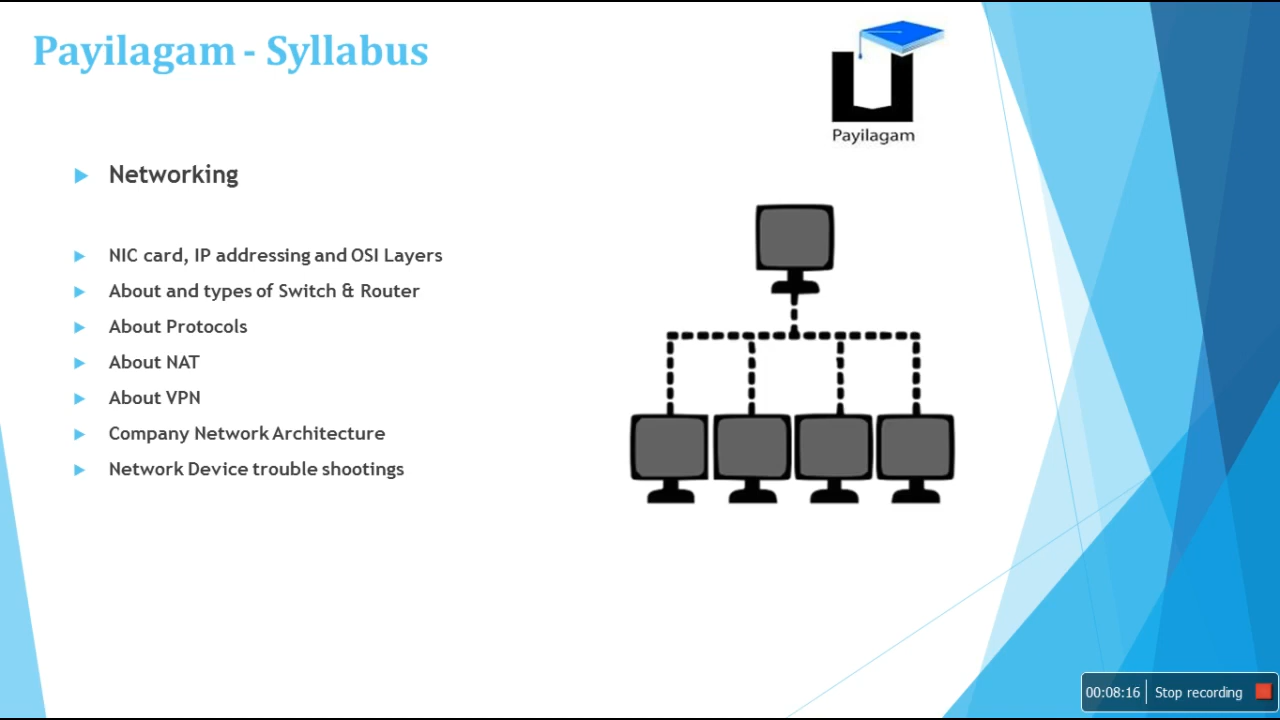 Payilagam - Syllabus
Payilagam
Networking
NIC card, IP addressing and OSI Layers
About and types of Switch & Router
About Protocols
About NAT
About VPN
Company Network Architecture
Network Device trouble shootings
00:08:16 Stop recording